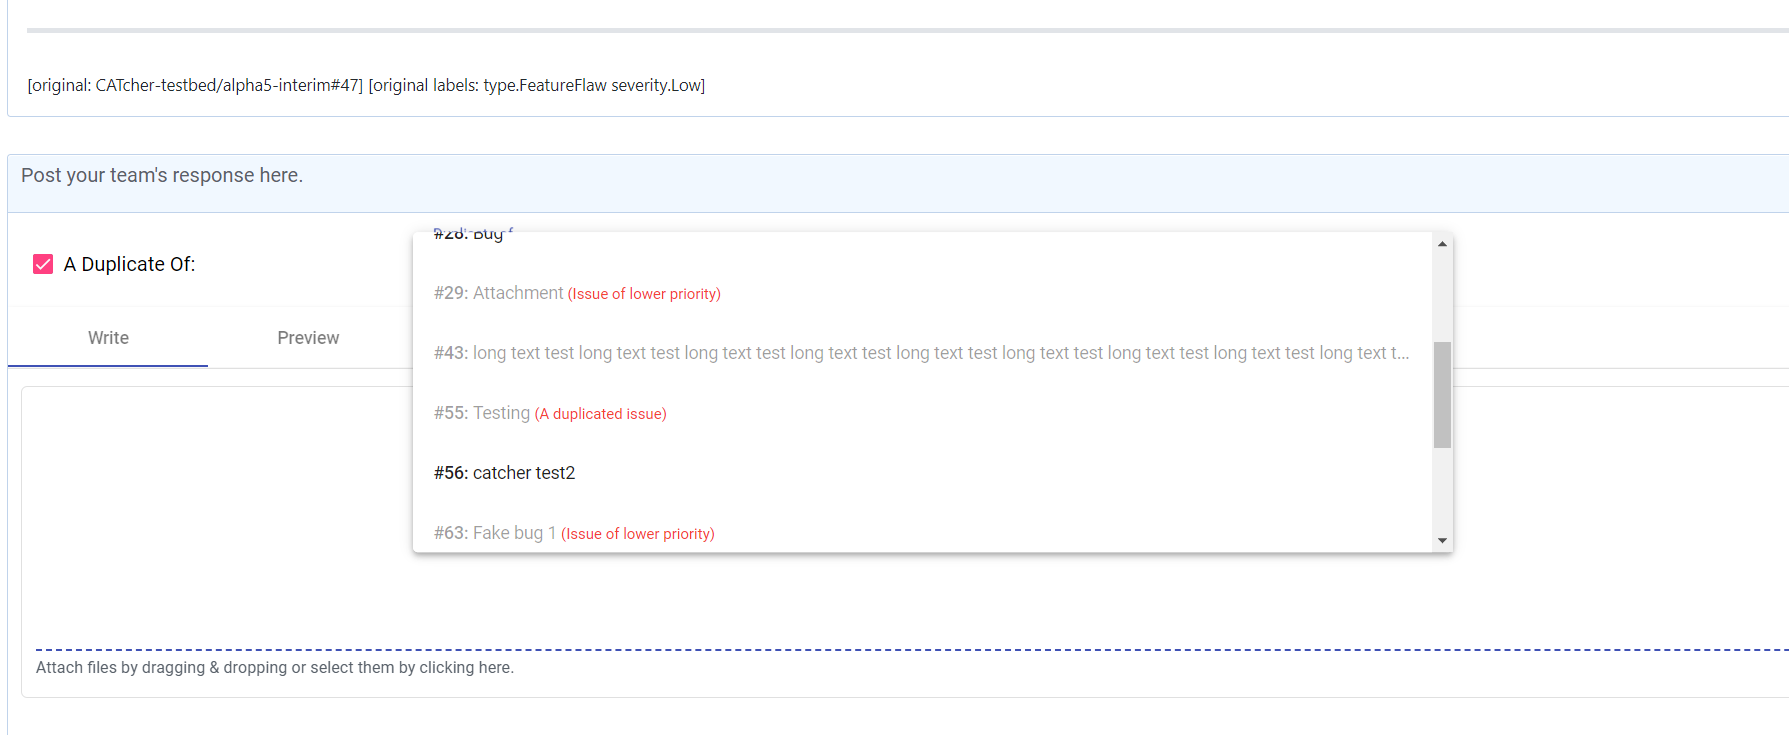 [original: CATcher-testbed/alpha5-interim#47] [original labels: type.FeatureFlaw severity.Low]
Post your team's response here.
A Duplicate Of:
#28: Bug
#29: Attachment (Issue of lower priority)
Write Preview
#43: long text test long text test long text test long text test long text test long text test long text test long text test long text t...
#55: Testing (A duplicated issue)
#56: catcher test2
#63: Fake bug 1 (Issue of lower priority)
Attach files by dragging & dropping or select them by clicking here.